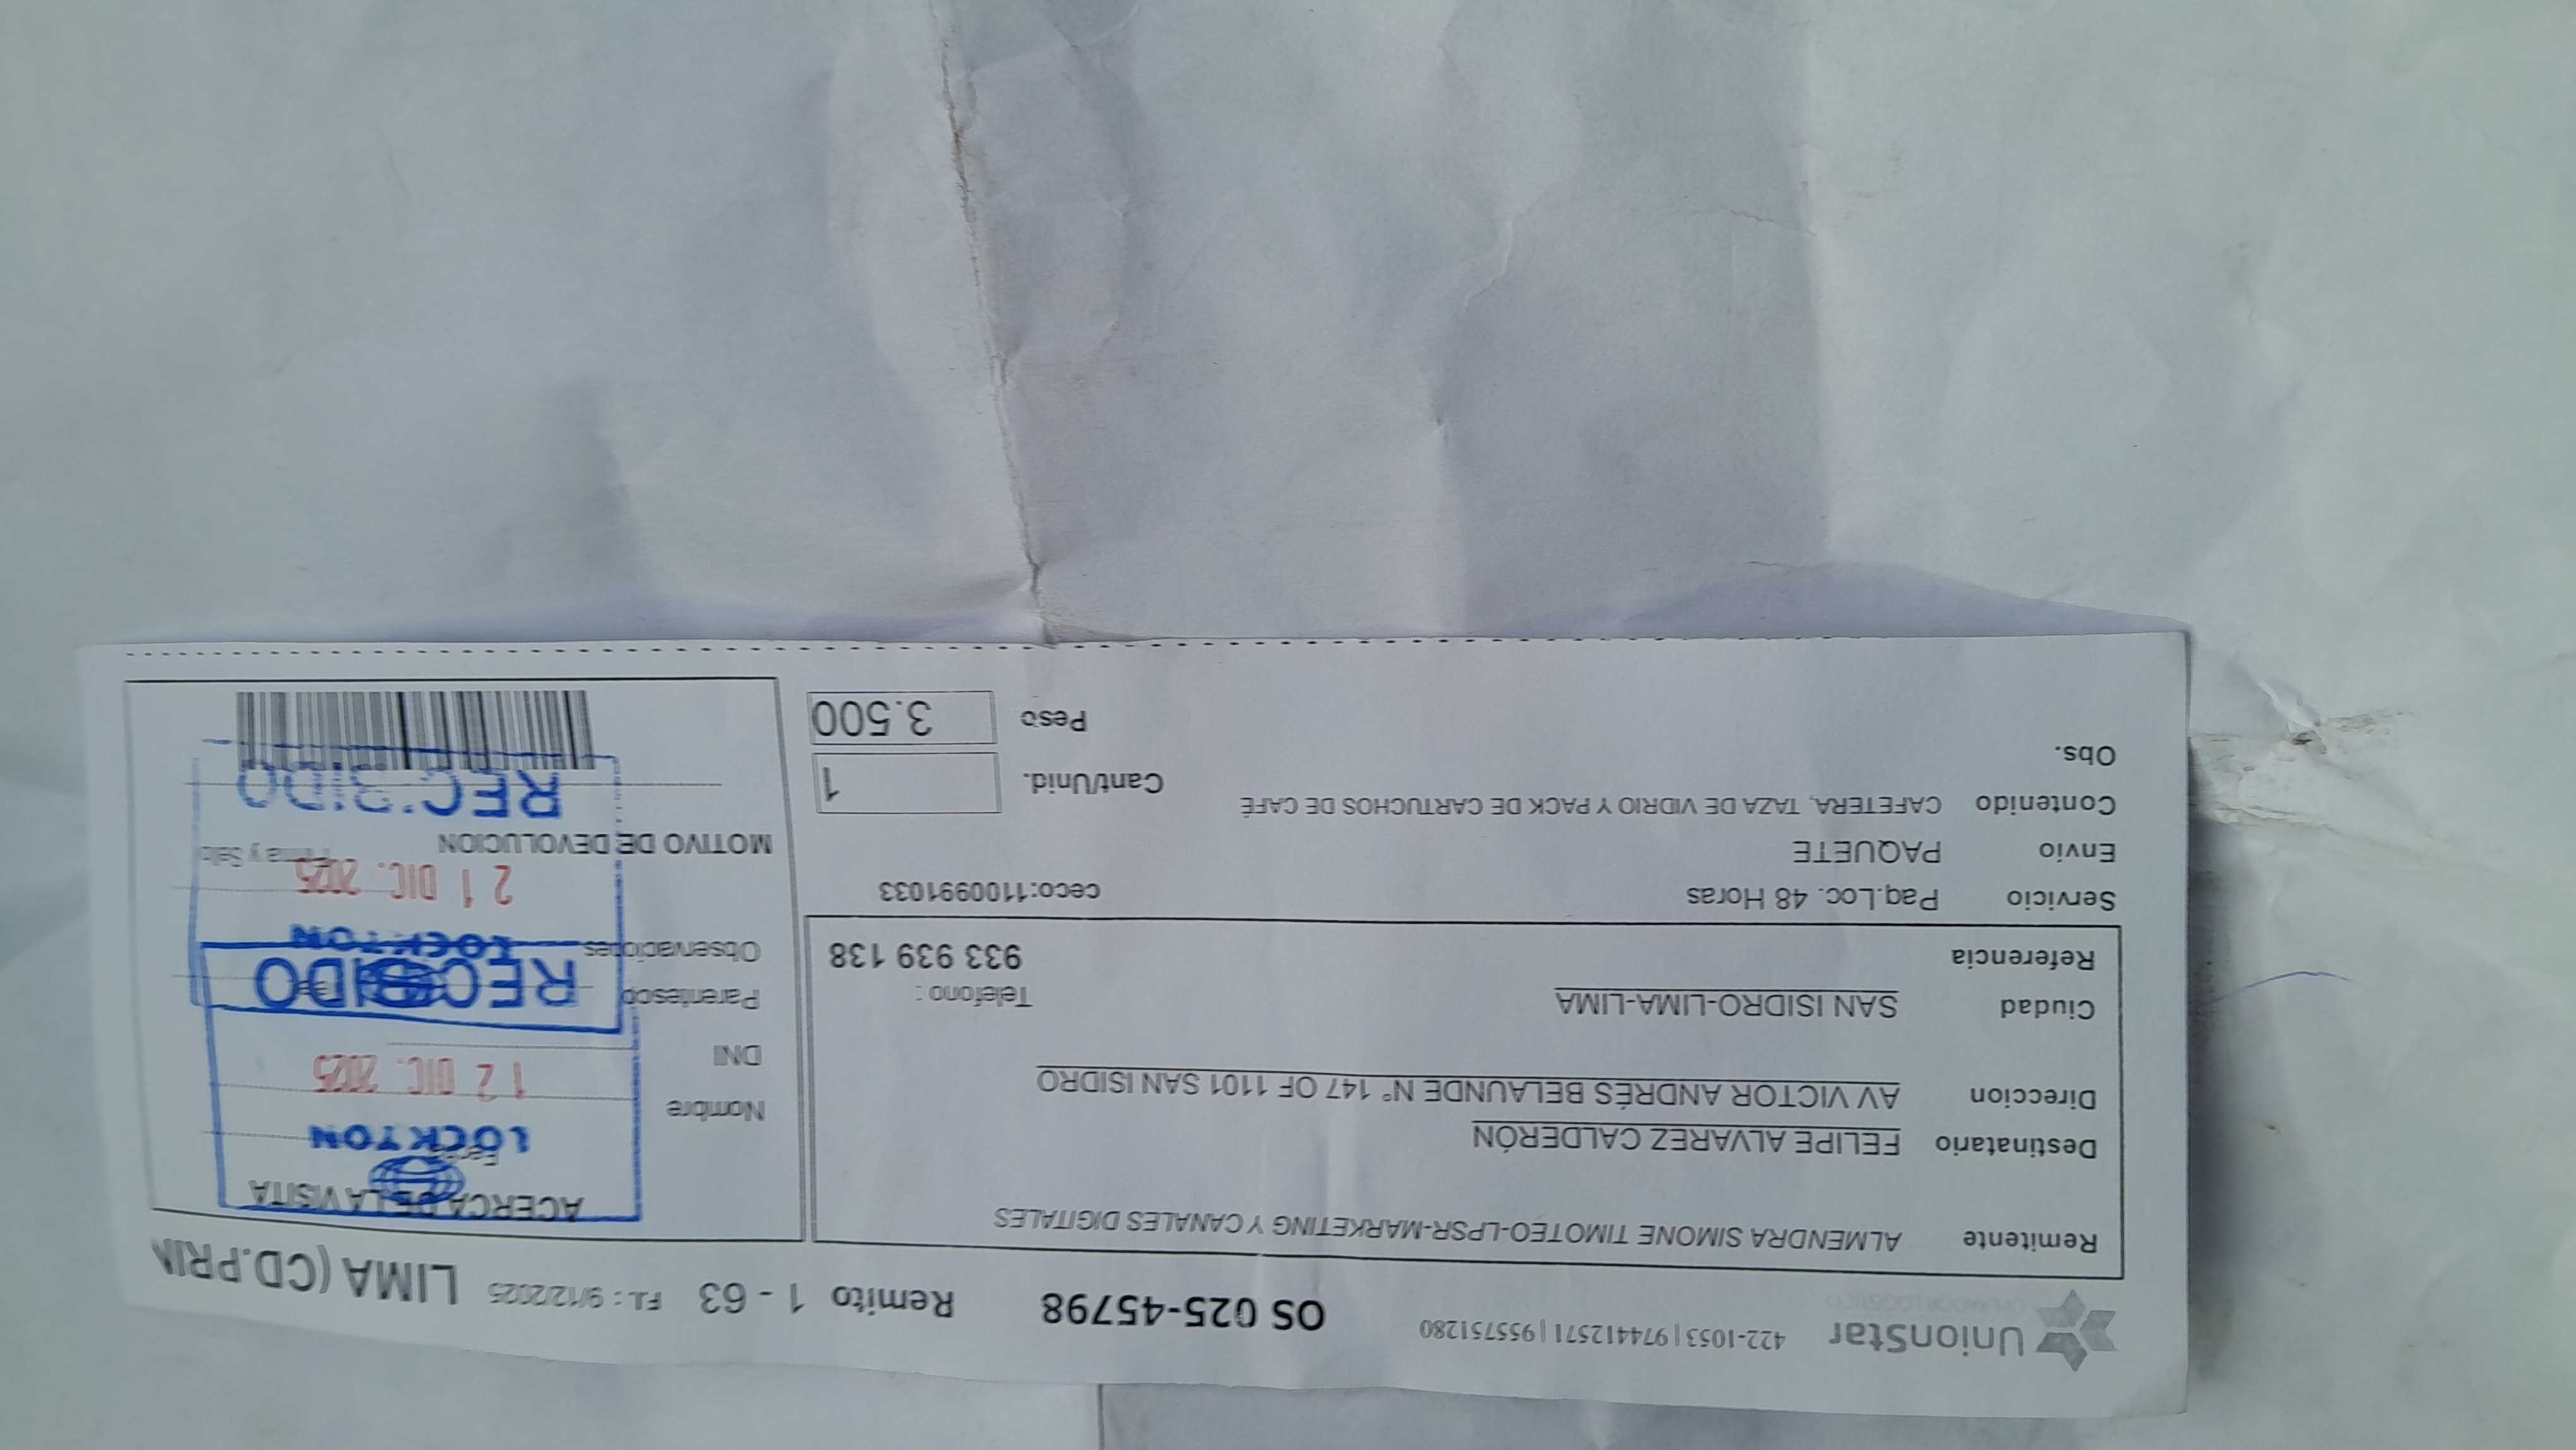 UnionStar 422-1053 | 974412571 | 955751280 OS 025-45798 Remito 1 - 63 F.I.: 9/12/2025 LIMA (CD.PRIN
OPERADOR LOGISTICO
Remitente ALMENDRA SIMONE TIMOTEO-LPSR-MARKETING Y CANALES DIGITALES
Destinatario FELIPE ALVAREZ CALDERÓN
Direccion AV VICTOR ANDRÉS BELAUNDE N° 147 OF 1101 SAN ISIDRO
Ciudad SAN ISIDRO-LIMA-LIMA Telefono :
Referencia 933 939 138
Servicio Paq.Loc. 48 Horas ceco:1100991033
Envio PAQUETE
Contenido CAFETERA, TAZA DE VIDRIO Y PACK DE CARTUCHOS DE CAFÉ
Cant/Unid. 1
Obs.
Peso 3.500
ACERCA DE LA VISITA
Fecha
LOCKTON
Nombre
12 DIC. 2025
DNI
Parentesco
RECIBIDO
Observaciones
LOCKTON
21 DIC. 2025
Firma y Sello
MOTIVO DE DEVOLUCION
RECIBIDO